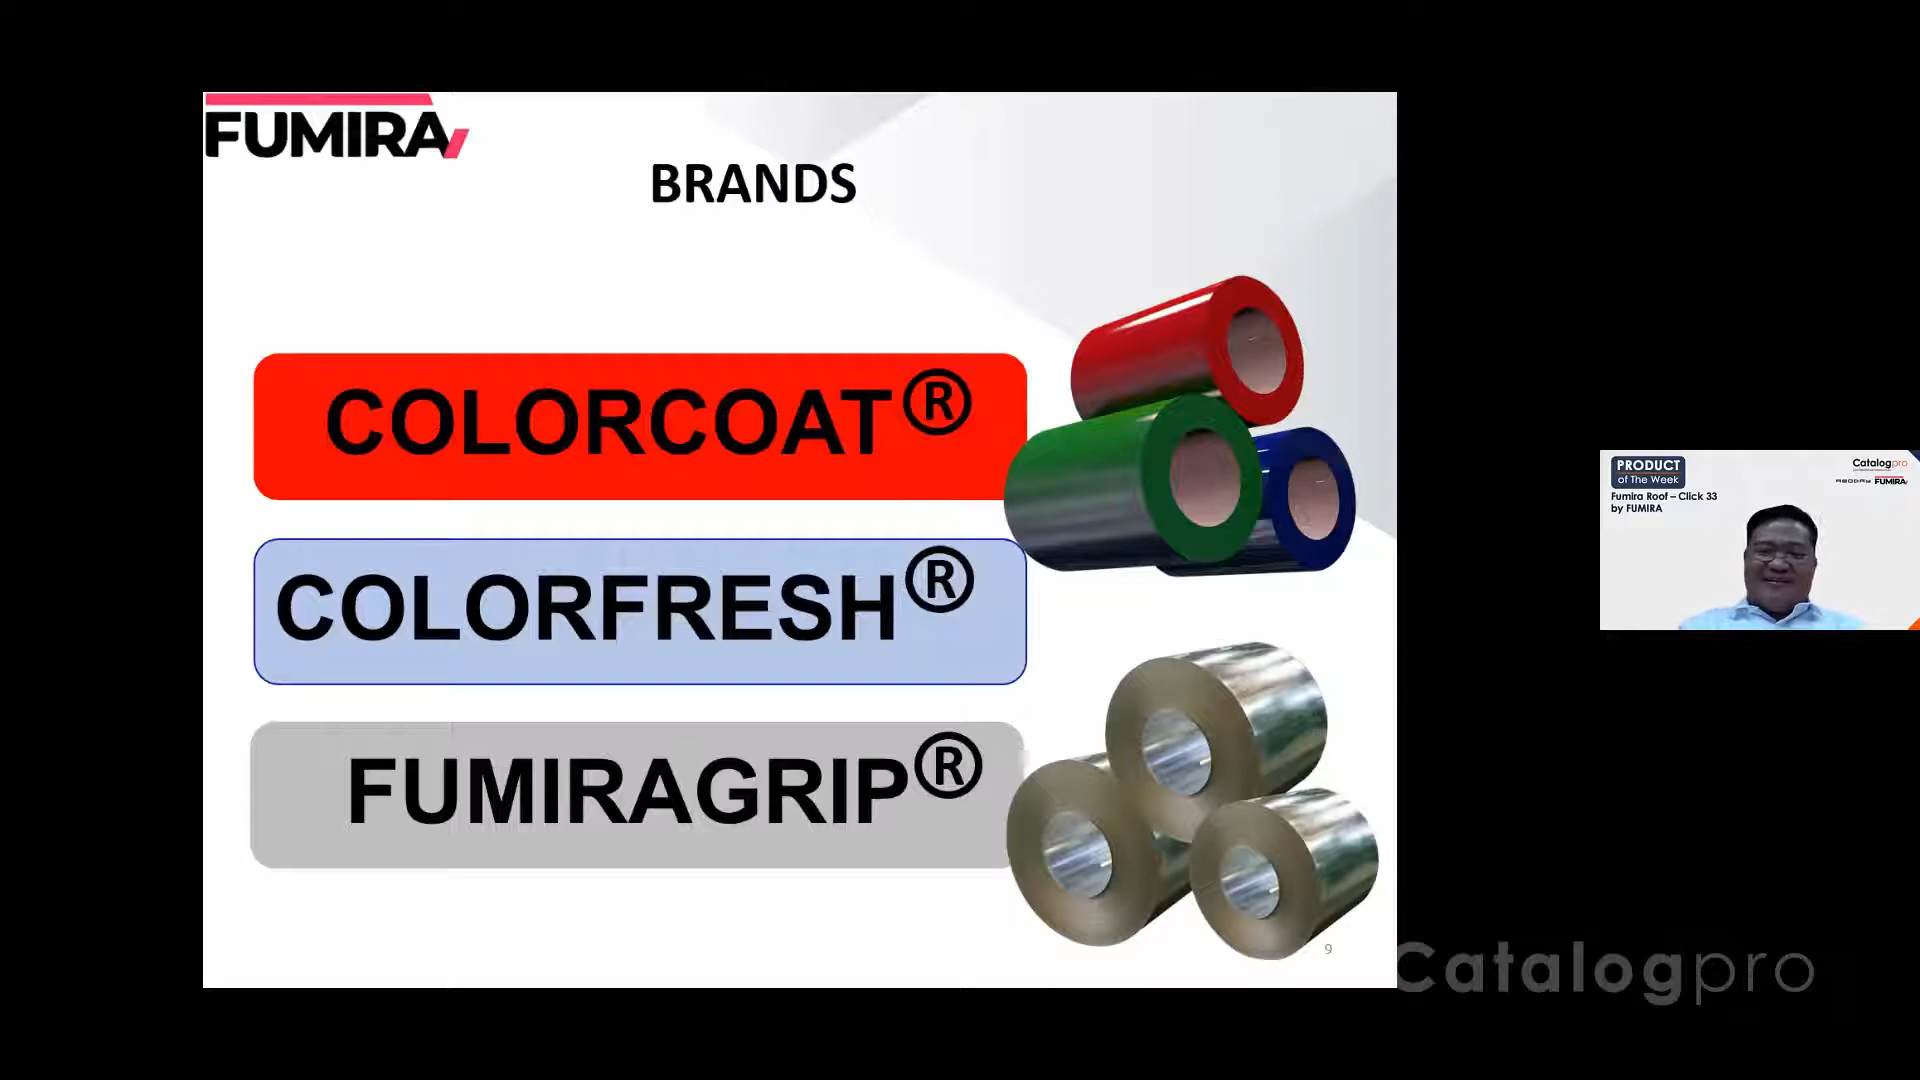 FUMIRA
BRANDS
COLORCOAT®
COLORFRESH®
FUMIRAGRIP®
9
PRODUCT
of The Week
Fumira Roof – Click 33
by FUMIRA
Catalogpro
ABODAY FUMIRA
Catalogpro